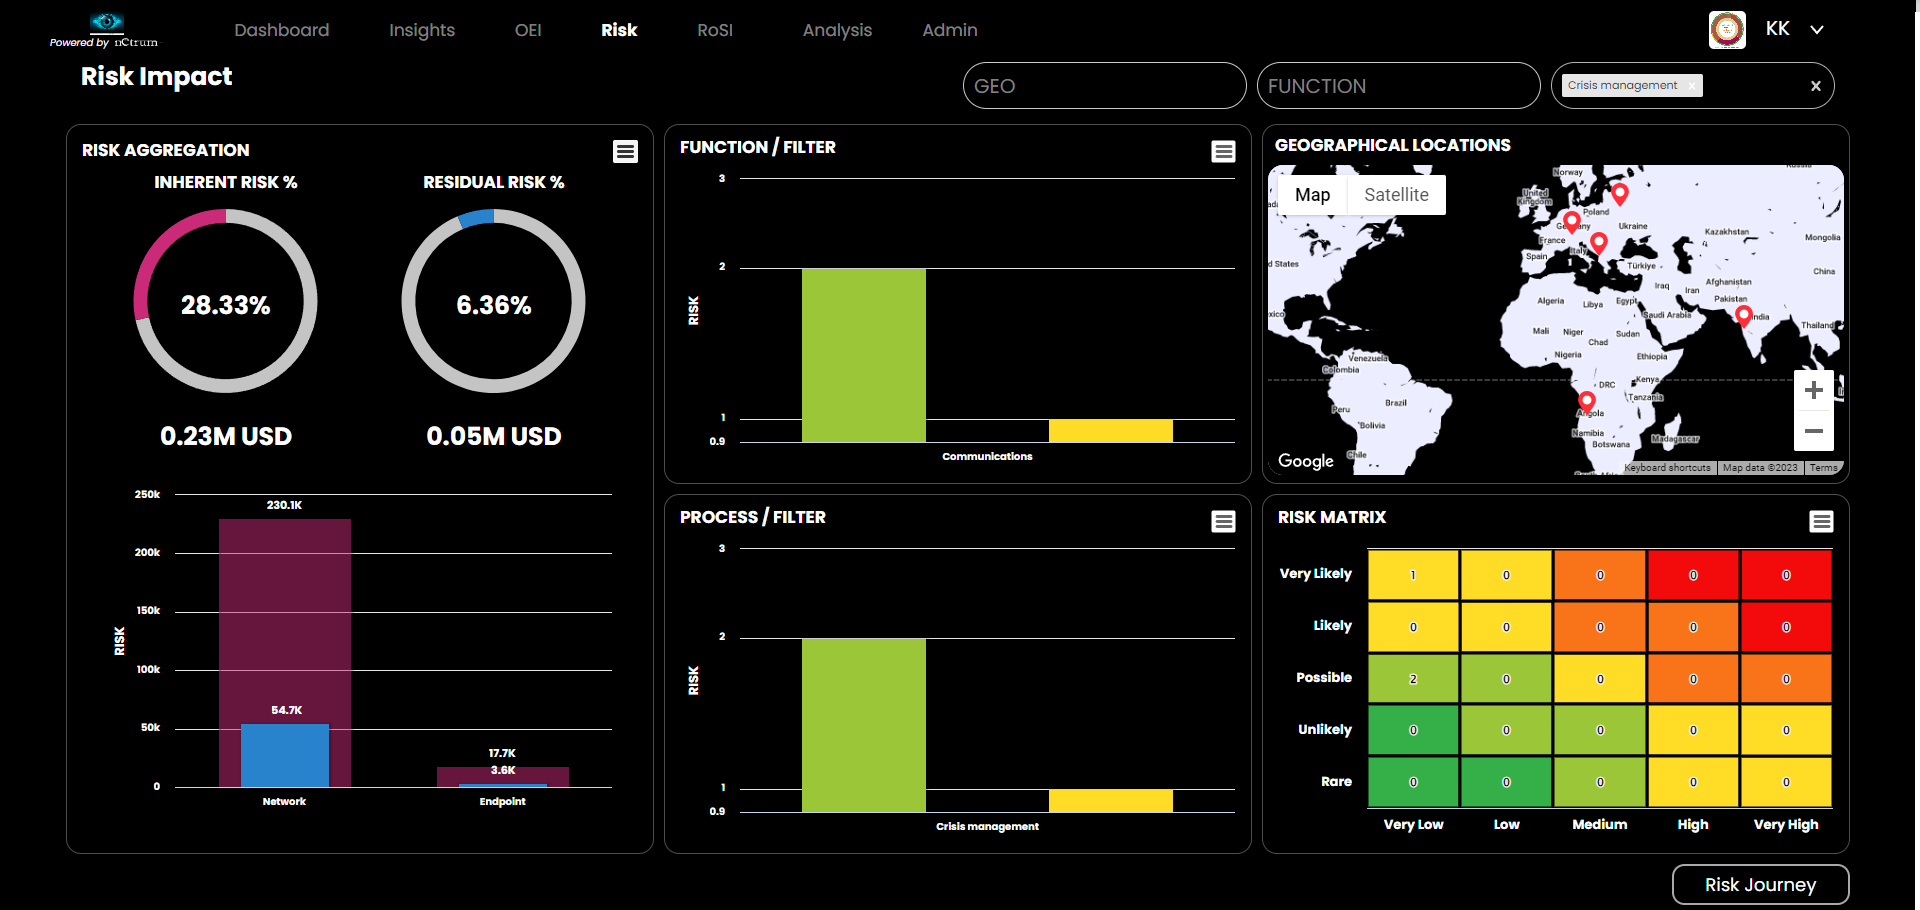 Powered by nCtrum
Dashboard Insights OEI Risk RoSI Analysis Admin
KK
Risk Impact
GEO
FUNCTION
Crisis management x
x
RISK AGGREGATION
INHERENT RISK %
RESIDUAL RISK %
28.33%
6.36%
0.23M USD
0.05M USD
RISK
250k
200k
150k
100k
50k
0
230.1K
54.7K
17.7K
3.6K
Network
Endpoint
FUNCTION / FILTER
RISK
3
2
1
0.9
Communications
PROCESS / FILTER
RISK
3
2
1
0.9
Crisis management
GEOGRAPHICAL LOCATIONS
Map
Satellite
Norway
United
Kingdom
Poland
Ukraine
Kazakhstan
Mongolia
France
Italy
Spain
Türkiye
d States
China
Afghanistan
Iraq
Iran
Pakistan
Algeria
Libya
Egypt
Saudi Arabia
xico
India
Mali
Niger
Sudan
Chad
Thailand
Nigeria
Ethiopia
Venezuela
Colombia
Kenya
DRC
Tanzania
Brazil
Peru
Angola
Bolivia
Namibia
Botswana
Madagascar
Chile
Google
Keyboard shortcuts
Map data ©2023
Terms
RISK MATRIX
Very Likely 1 0 0 0 0
Likely 0 0 0 0 0
Possible 2 0 0 0 0
Unlikely 0 0 0 0 0
Rare 0 0 0 0 0
Very Low Low Medium High Very High
Risk Journey